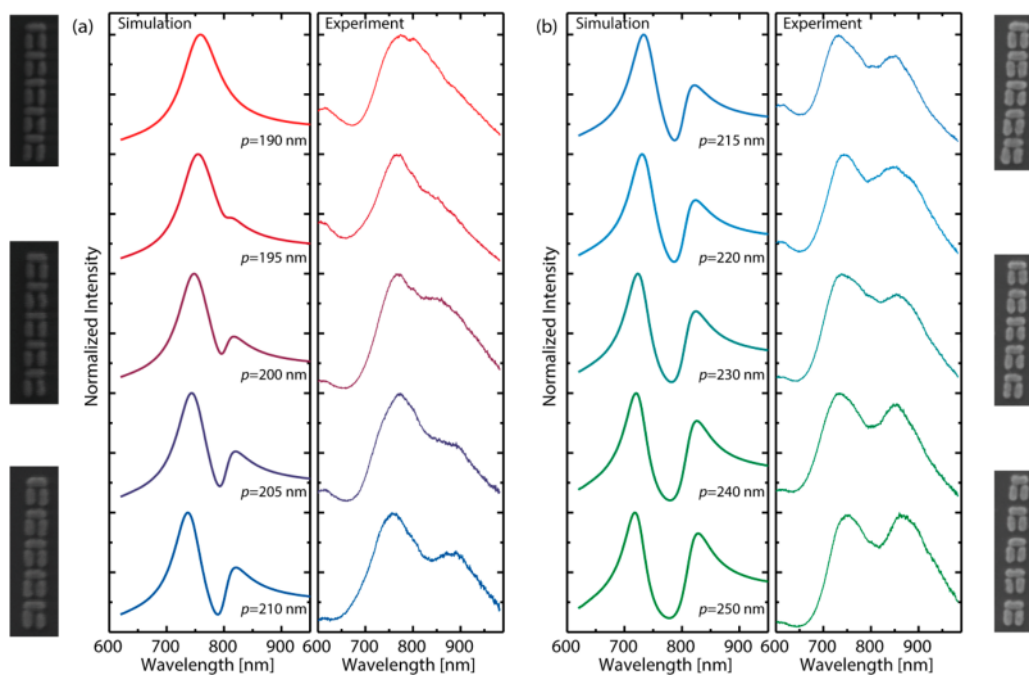 (a) Simulation Experiment
Normalized Intensity
p=190 nm
p=195 nm
p=200 nm
p=205 nm
p=210 nm
600 700 800 900 600 700 800 900
Wavelength [nm] Wavelength [nm]
(b) Simulation Experiment
Normalized Intensity
p=215 nm
p=220 nm
p=230 nm
p=240 nm
p=250 nm
600 700 800 900 600 700 800 900
Wavelength [nm] Wavelength [nm]